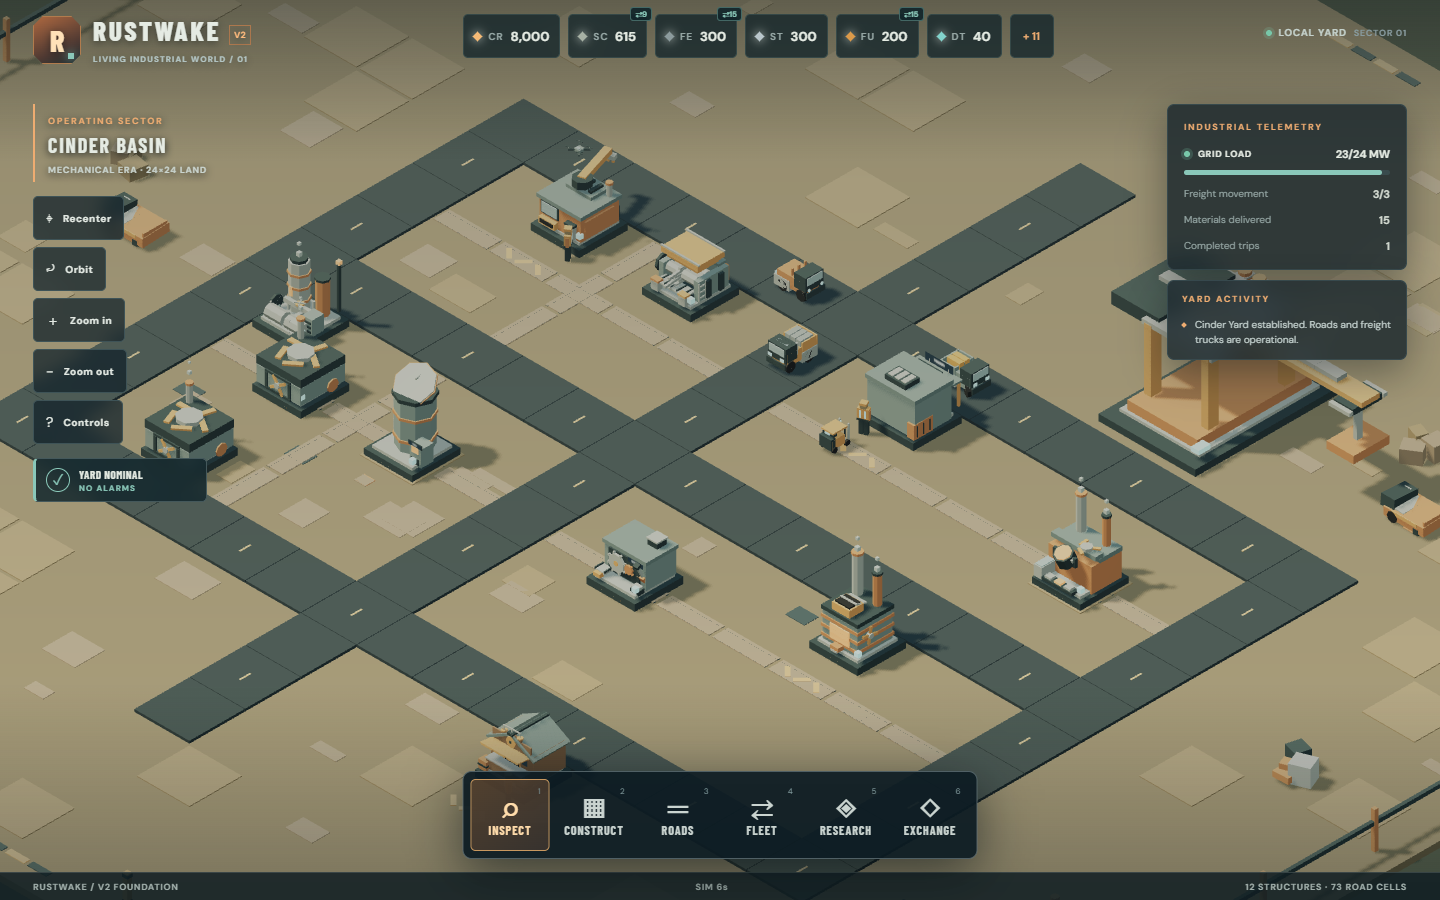 R
RUSTWAKE V2
LIVING INDUSTRIAL WORLD / 01
CR 8,000
⇄9
SC 615
⇄15
FE 300
ST 300
⇄15
FU 200
DT 40
+11
LOCAL YARD SECTOR 01
OPERATING SECTOR
CINDER BASIN
MECHANICAL ERA · 24×24 LAND
Recenter
Orbit
+ Zoom in
− Zoom out
? Controls
YARD NOMINAL
NO ALARMS
INDUSTRIAL TELEMETRY
GRID LOAD 23/24 MW
Freight movement 3/3
Materials delivered 15
Completed trips 1
YARD ACTIVITY
Cinder Yard established. Roads and freight
trucks are operational.
1
INSPECT
2
CONSTRUCT
3
ROADS
4
FLEET
5
RESEARCH
6
EXCHANGE
RUSTWAKE / V2 FOUNDATION
SIM 6s
12 STRUCTURES · 73 ROAD CELLS